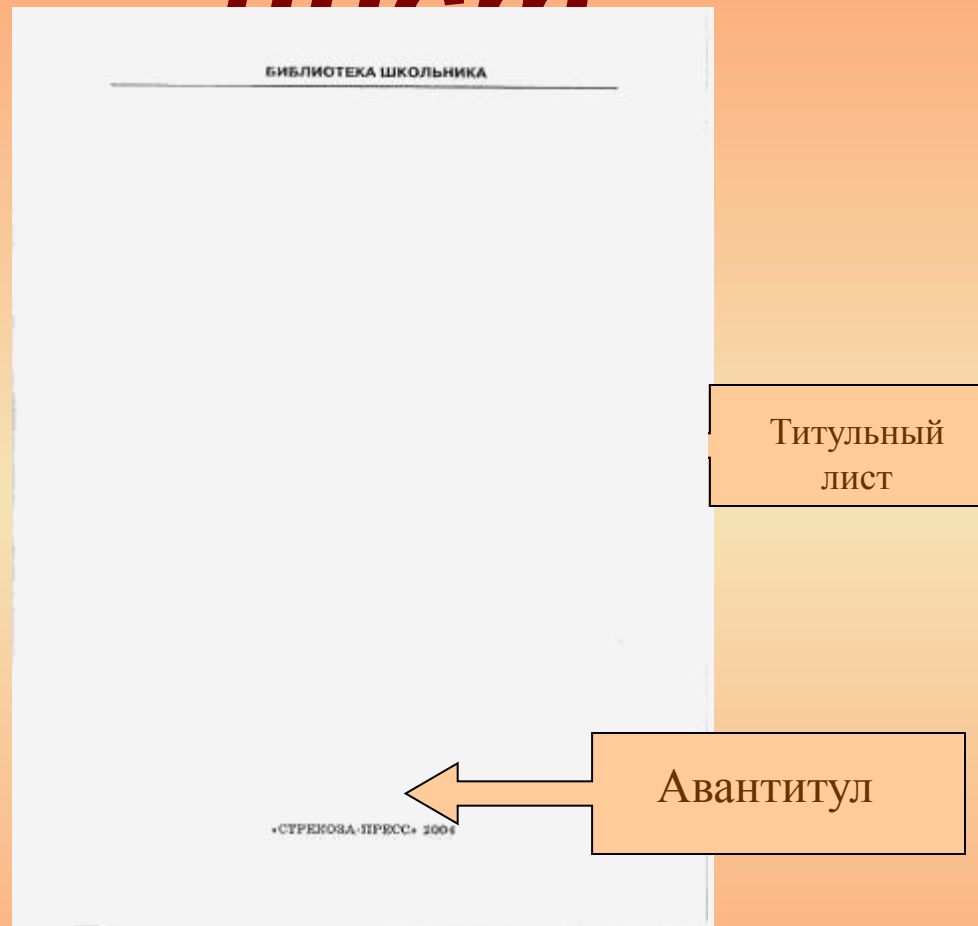 БИБЛИОТЕКА ШКОЛЬНИКА
Титульный
лист
Авантитул
«СТРЕКОЗА-ПРЕСС» 2004